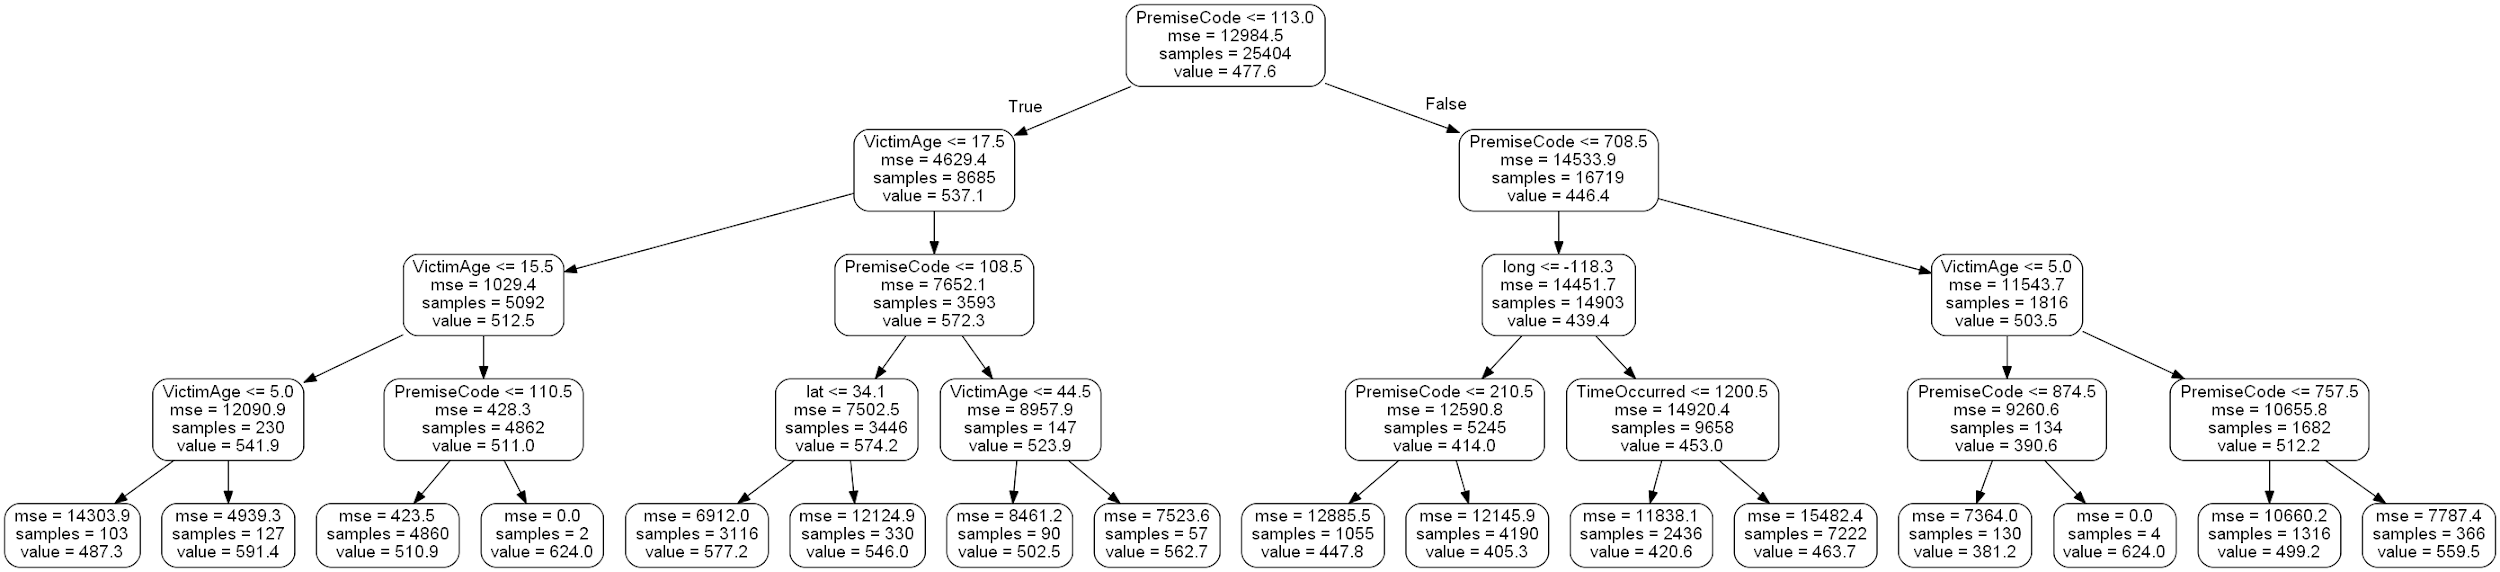 PremiseCode <= 113.0
mse = 12984.5
samples = 25404
value = 477.6
True
False
VictimAge <= 17.5
mse = 4629.4
samples = 8685
value = 537.1
PremiseCode <= 708.5
mse = 14533.9
samples = 16719
value = 446.4
VictimAge <= 15.5
mse = 1029.4
samples = 5092
value = 512.5
PremiseCode <= 108.5
mse = 7652.1
samples = 3593
value = 572.3
long <= -118.3
mse = 14451.7
samples = 14903
value = 439.4
VictimAge <= 5.0
mse = 11543.7
samples = 1816
value = 503.5
VictimAge <= 5.0
mse = 12090.9
samples = 230
value = 541.9
PremiseCode <= 110.5
mse = 428.3
samples = 4862
value = 511.0
lat <= 34.1
mse = 7502.5
samples = 3446
value = 574.2
VictimAge <= 44.5
mse = 8957.9
samples = 147
value = 523.9
PremiseCode <= 210.5
mse = 12590.8
samples = 5245
value = 414.0
TimeOccurred <= 1200.5
mse = 14920.4
samples = 9658
value = 453.0
PremiseCode <= 874.5
mse = 9260.6
samples = 134
value = 390.6
PremiseCode <= 757.5
mse = 10655.8
samples = 1682
value = 512.2
mse = 14303.9
samples = 103
value = 487.3
mse = 4939.3
samples = 127
value = 591.4
mse = 423.5
samples = 4860
value = 510.9
mse = 0.0
samples = 2
value = 624.0
mse = 6912.0
samples = 3116
value = 577.2
mse = 12124.9
samples = 330
value = 546.0
mse = 8461.2
samples = 90
value = 502.5
mse = 7523.6
samples = 57
value = 562.7
mse = 12885.5
samples = 1055
value = 447.8
mse = 12145.9
samples = 4190
value = 405.3
mse = 11838.1
samples = 2436
value = 420.6
mse = 15482.4
samples = 7222
value = 463.7
mse = 7364.0
samples = 130
value = 381.2
mse = 0.0
samples = 4
value = 624.0
mse = 10660.2
samples = 1316
value = 499.2
mse = 7787.4
samples = 366
value = 559.5